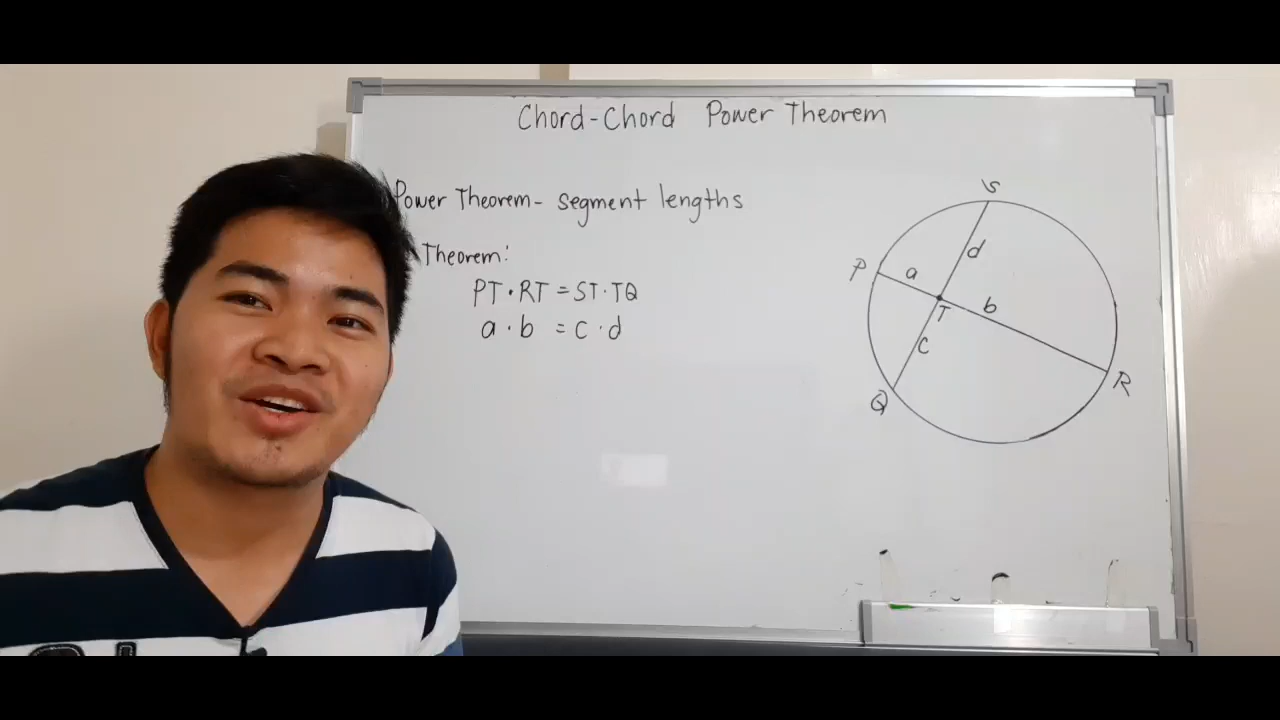 Chord-Chord Power Theorem
Power Theorem- segment lengths
Theorem:
PT·RT=ST·TQ
a·b = c·d
S
d
P
a
T
b
c
R
Q